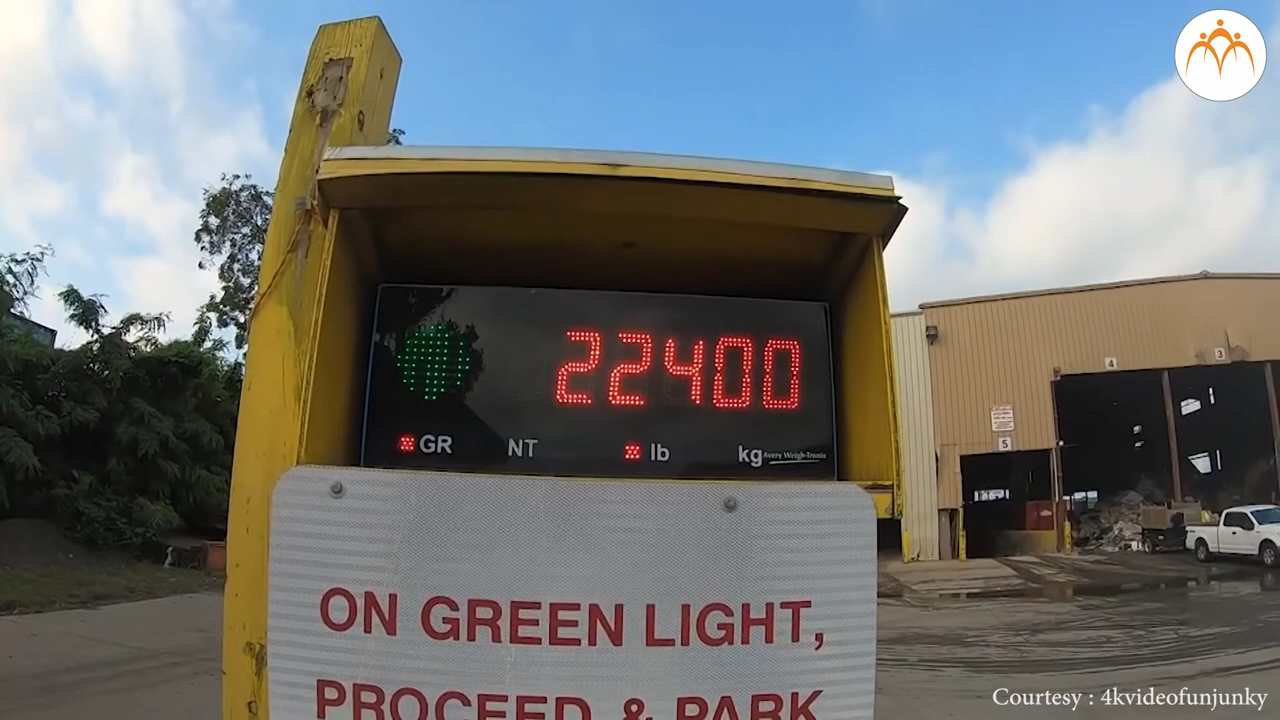 22400
GR NT lb kg Avery Weigh-Tronix
ON GREEN LIGHT,
PROCEED & PARK
4
3
5
Courtesy : 4kvideofunjunky